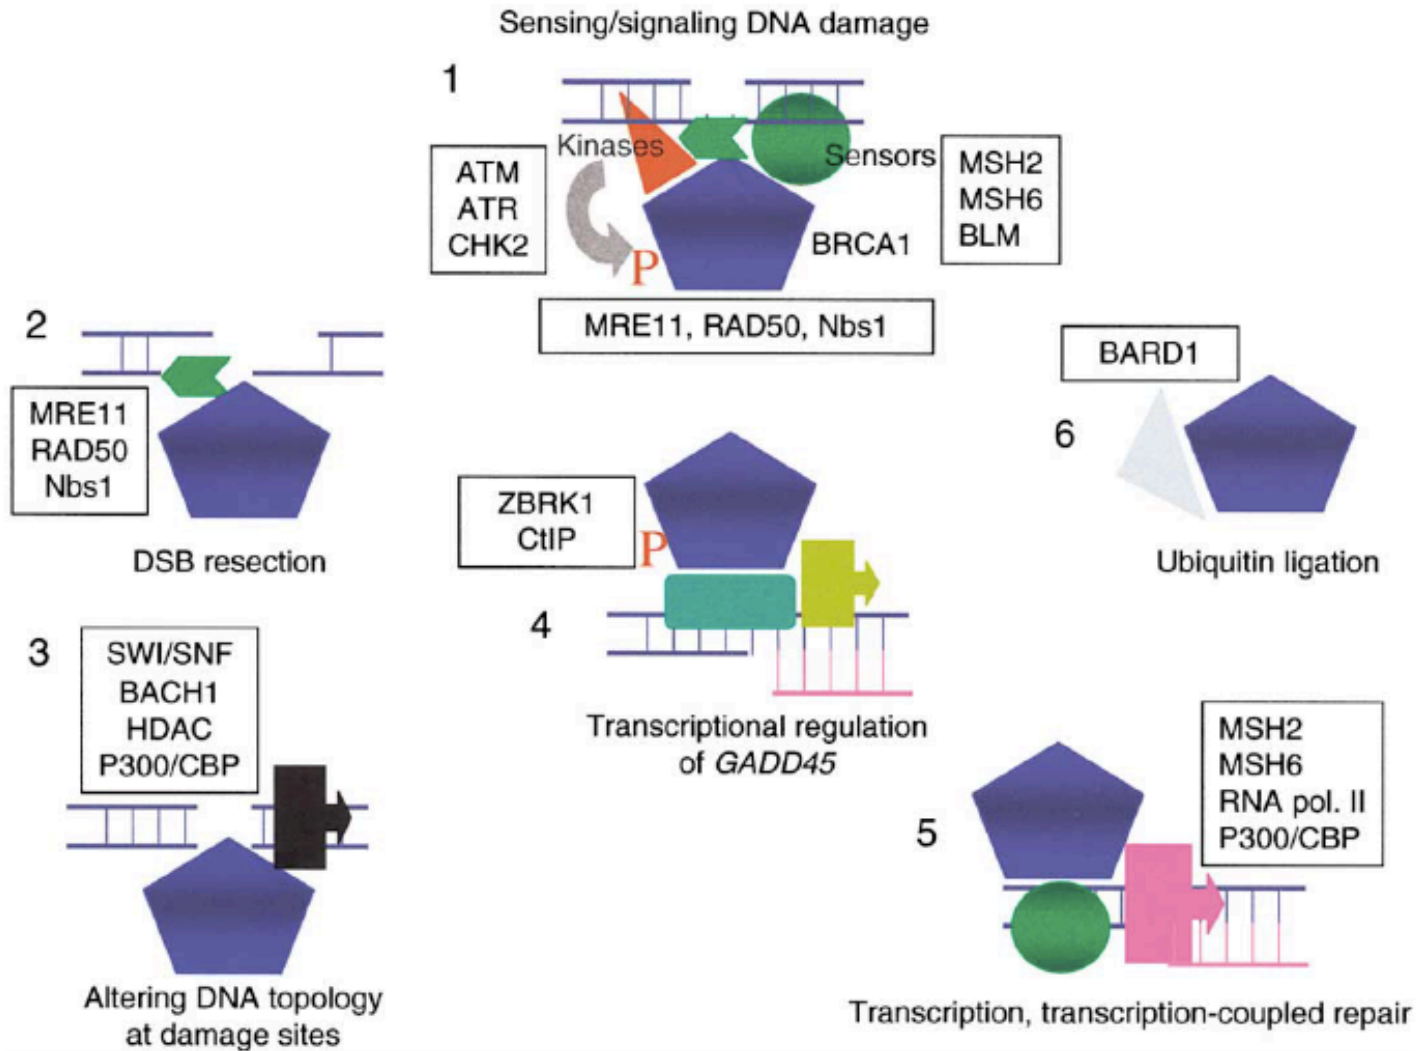 Sensing/signaling DNA damage
1
Kinases
Sensors
ATM
ATR
CHK2
MSH2
MSH6
BLM
BRCA1
P
MRE11, RAD50, Nbs1
2
MRE11
RAD50
Nbs1
DSB resection
3
SWI/SNF
BACH1
HDAC
P300/CBP
Altering DNA topology
at damage sites
4
ZBRK1
CtIP
P
Transcriptional regulation
of GADD45
5
MSH2
MSH6
RNA pol. II
P300/CBP
Transcription, transcription-coupled repair
6
BARD1
Ubiquitin ligation